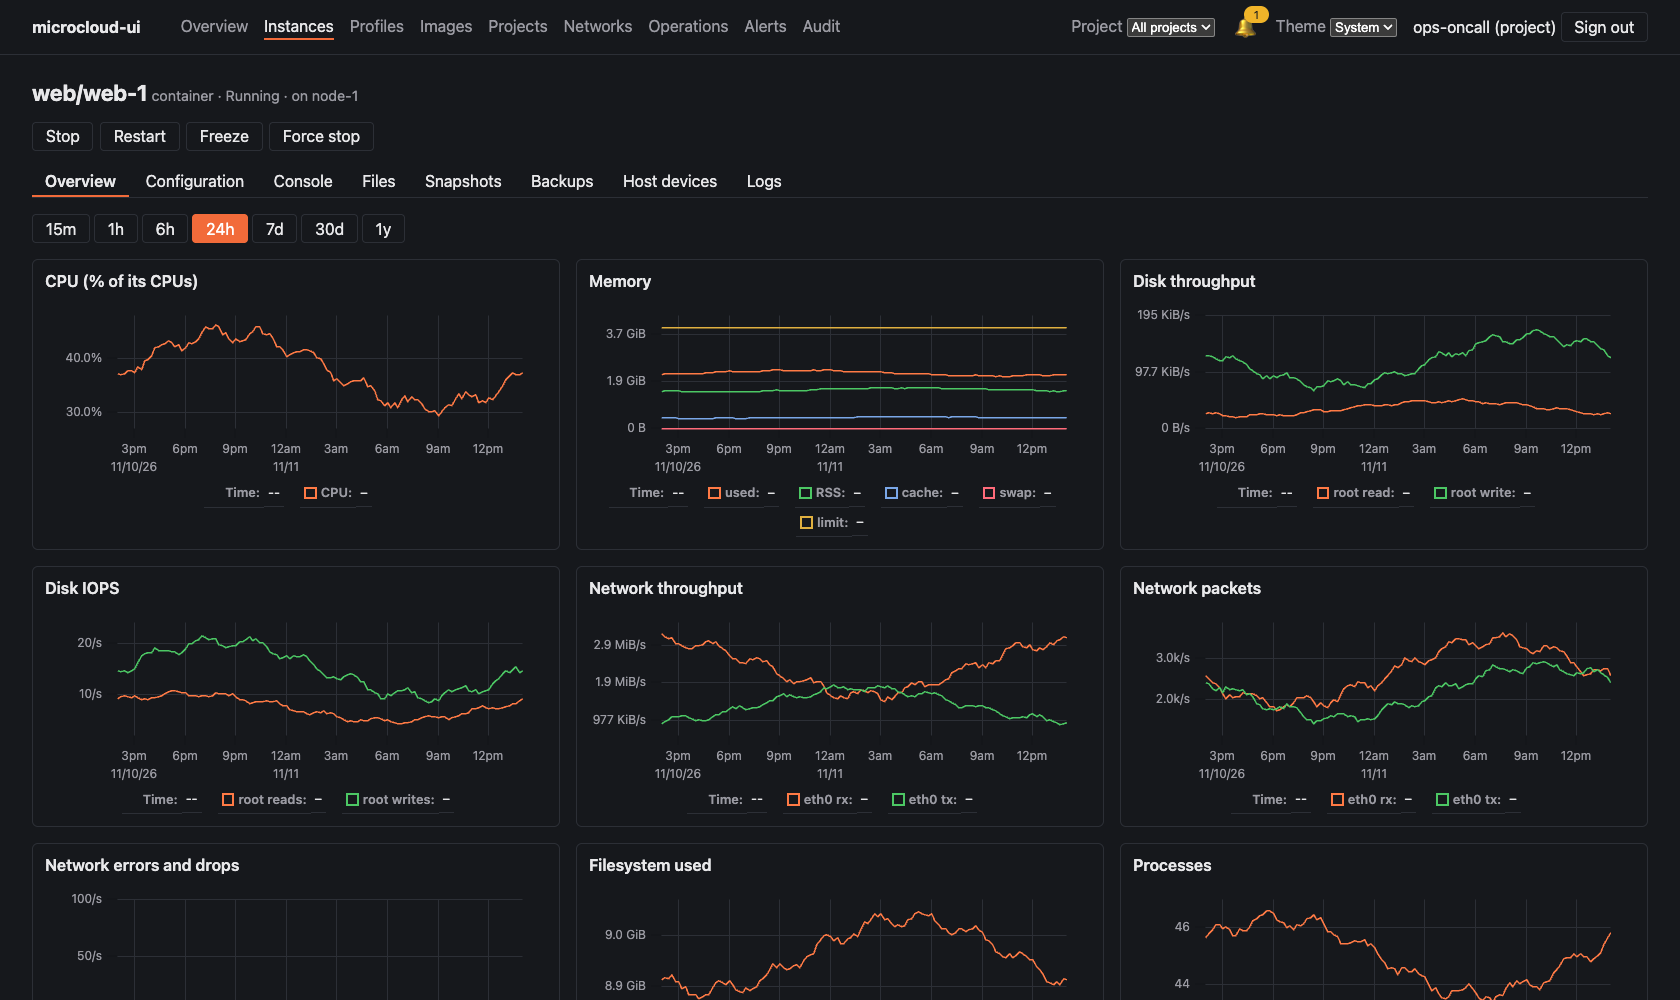 microcloud-ui Overview Instances Profiles Images Projects Networks Operations Alerts Audit Project All projects 1 Theme System ops-oncall (project) Sign out
web/web-1 container · Running · on node-1
Stop Restart Freeze Force stop
Overview Configuration Console Files Snapshots Backups Host devices Logs
15m 1h 6h 24h 7d 30d 1y
CPU (% of its CPUs)
40.0%
30.0%
3pm 6pm 9pm 12am 3am 6am 9am 12pm
11/10/26 11/11
Time: -- CPU: –
Memory
3.7 GiB
1.9 GiB
0 B
3pm 6pm 9pm 12am 3am 6am 9am 12pm
11/10/26 11/11
Time: -- used: – RSS: – cache: – swap: –
limit: –
Disk throughput
195 KiB/s
97.7 KiB/s
0 B/s
3pm 6pm 9pm 12am 3am 6am 9am 12pm
11/10/26 11/11
Time: -- root read: – root write: –
Disk IOPS
20/s
10/s
3pm 6pm 9pm 12am 3am 6am 9am 12pm
11/10/26 11/11
Time: -- root reads: – root writes: –
Network throughput
2.9 MiB/s
1.9 MiB/s
977 KiB/s
3pm 6pm 9pm 12am 3am 6am 9am 12pm
11/10/26 11/11
Time: -- eth0 rx: – eth0 tx: –
Network packets
3.0k/s
2.0k/s
3pm 6pm 9pm 12am 3am 6am 9am 12pm
11/10/26 11/11
Time: -- eth0 rx: – eth0 tx: –
Network errors and drops
100/s
50/s
Filesystem used
9.0 GiB
8.9 GiB
Processes
46
44